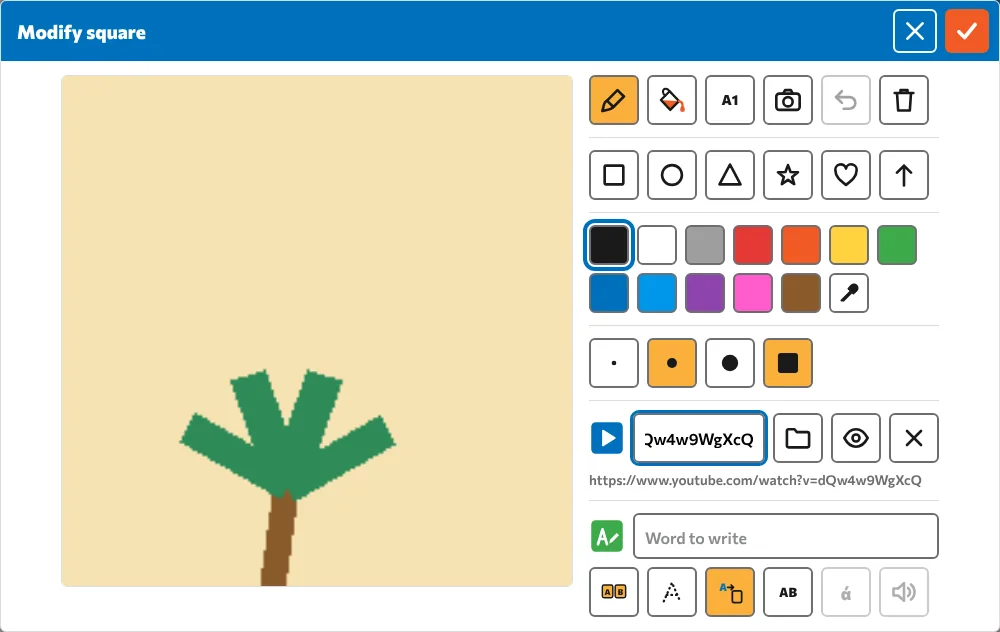 Modify square
A1
Qw4w9WgXcQ
https://www.youtube.com/watch?v=dQw4w9WgXcQ
A
Word to write
A B
A
A
AB
á